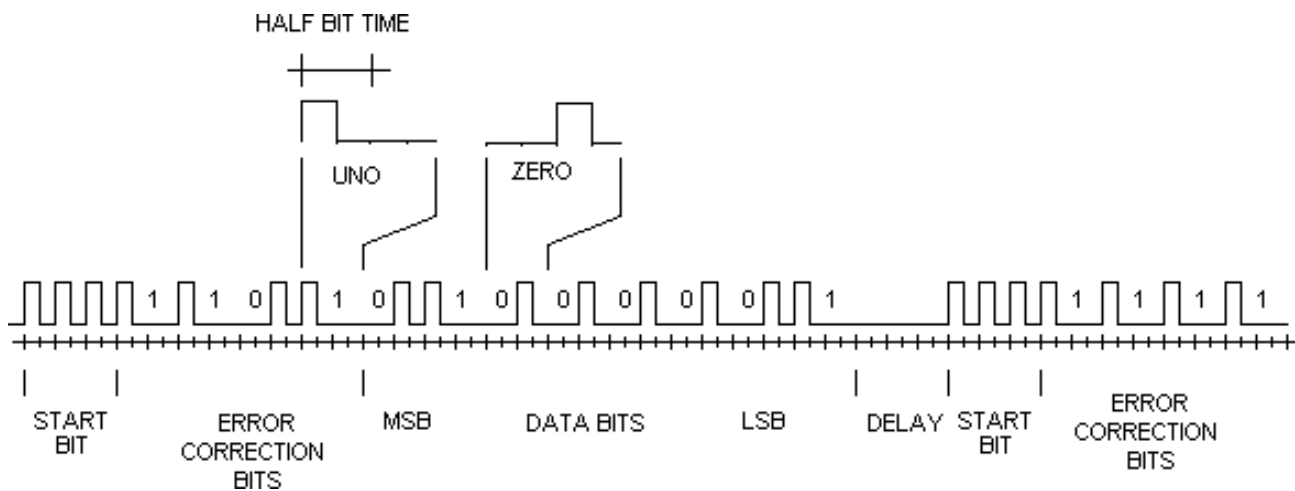 HALF BIT TIME
UNO
ZERO
1 1 0 1 0 1 0 0 0 0 0 1 1 1 1 1
START
BIT
ERROR
CORRECTION
BITS
MSB
DATA BITS
LSB
DELAY
START
BIT
ERROR
CORRECTION
BITS